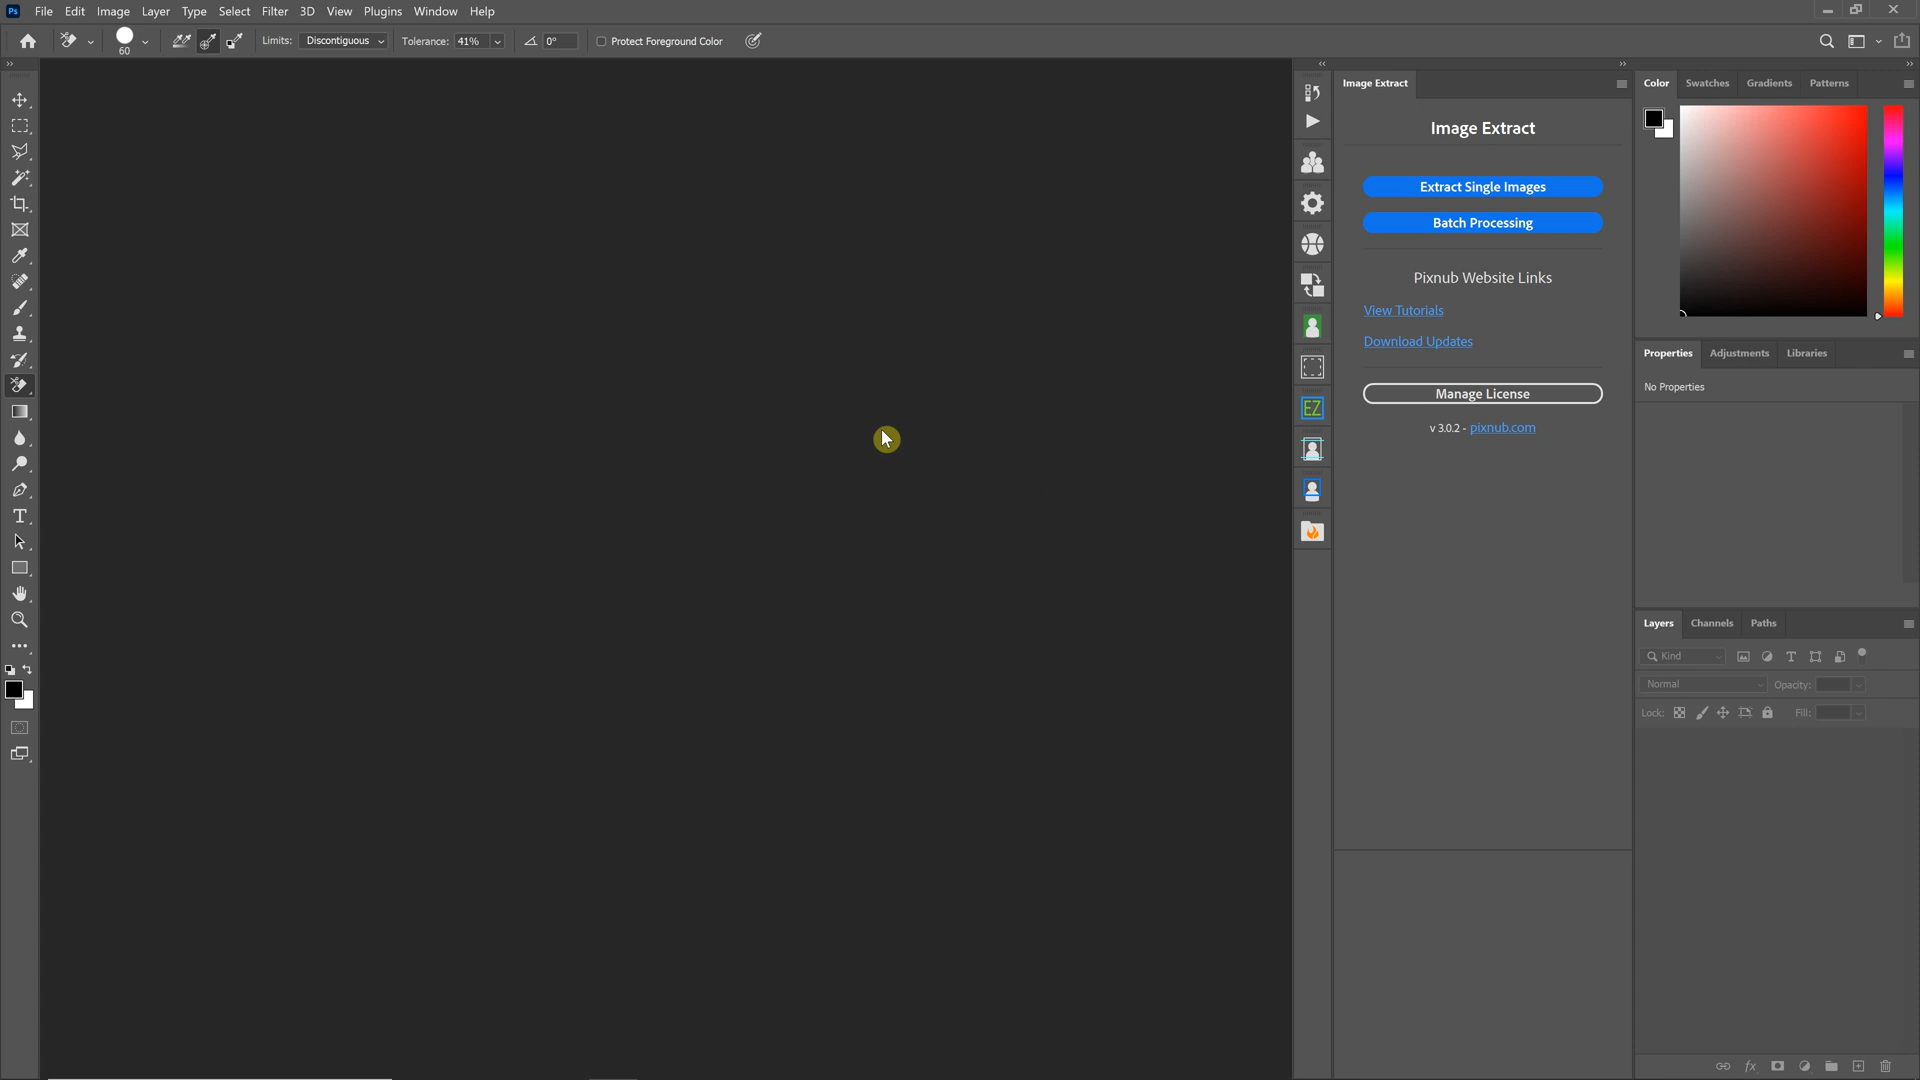 Ps File Edit Image Layer Type Select Filter 3D View Plugins Window Help
60 Limits: Discontiguous Tolerance: 41% 0° Protect Foreground Color
Image Extract
Image Extract
Extract Single Images
Batch Processing
Pixnub Website Links
View Tutorials
Download Updates
Manage License
v 3.0.2 - pixnub.com
EZ
Color Swatches Gradients Patterns
Properties Adjustments Libraries
No Properties
Layers Channels Paths
Kind
Normal Opacity:
Lock: Fill:
fx